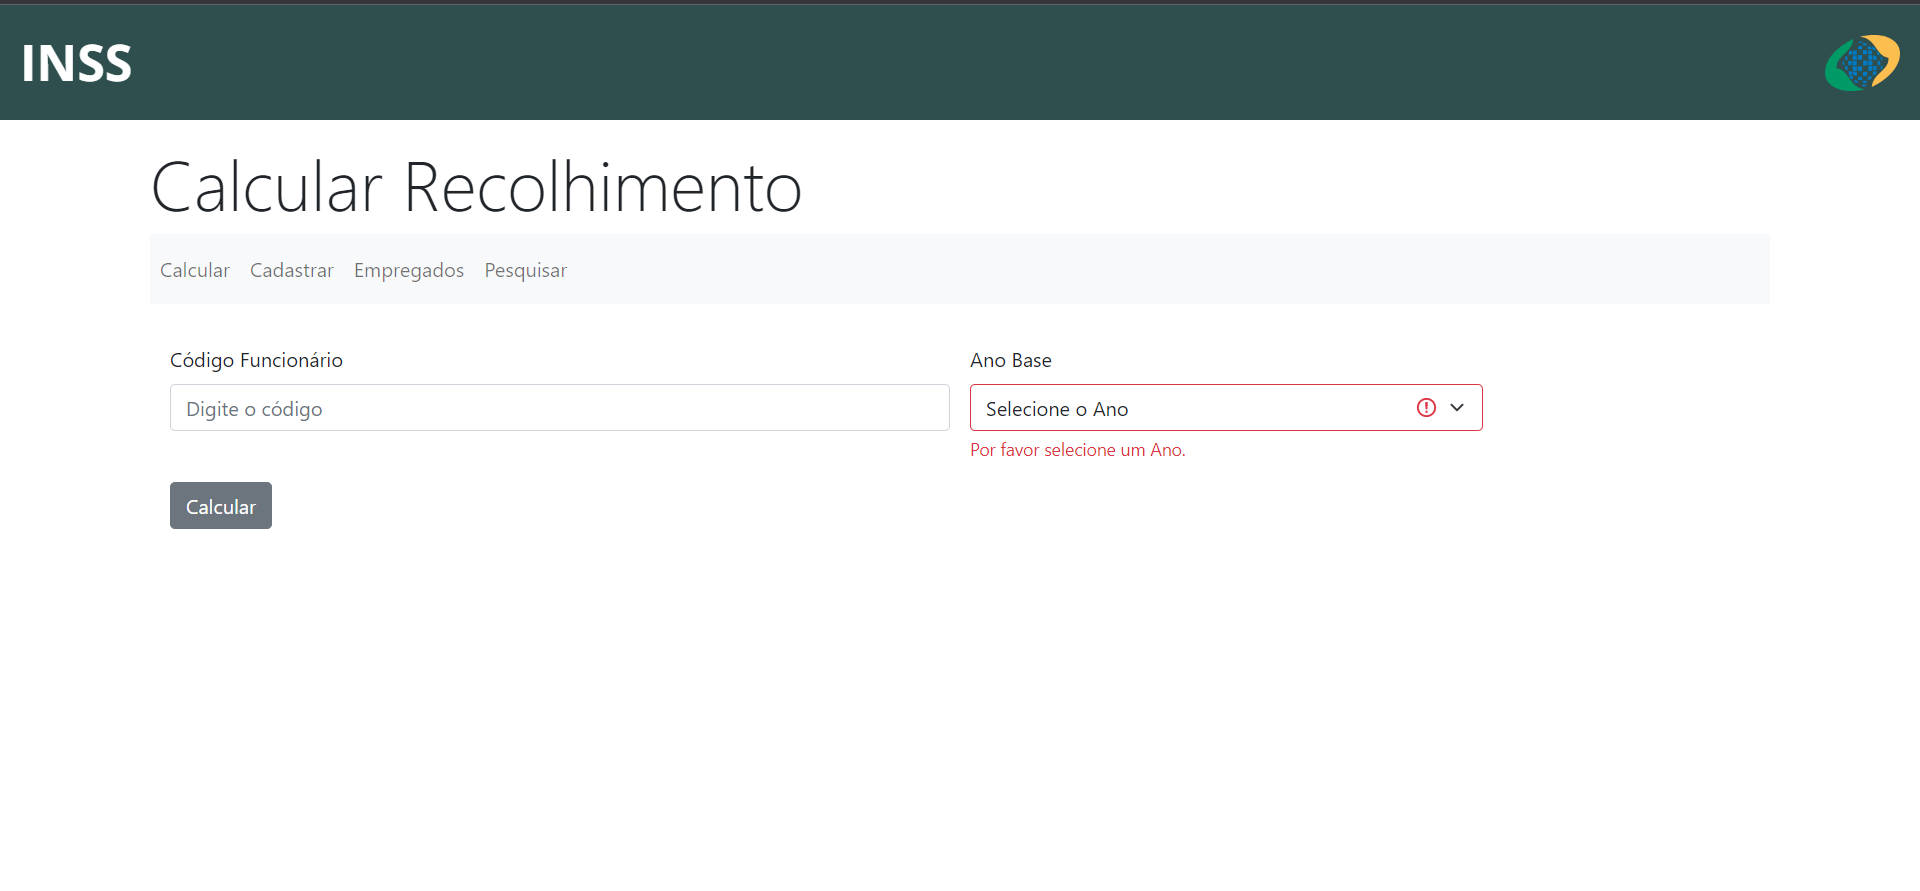 INSS
Calcular Recolhimento
Calcular Cadastrar Empregados Pesquisar
Código Funcionário
Digite o código
Ano Base
Selecione o Ano
Por favor selecione um Ano.
Calcular